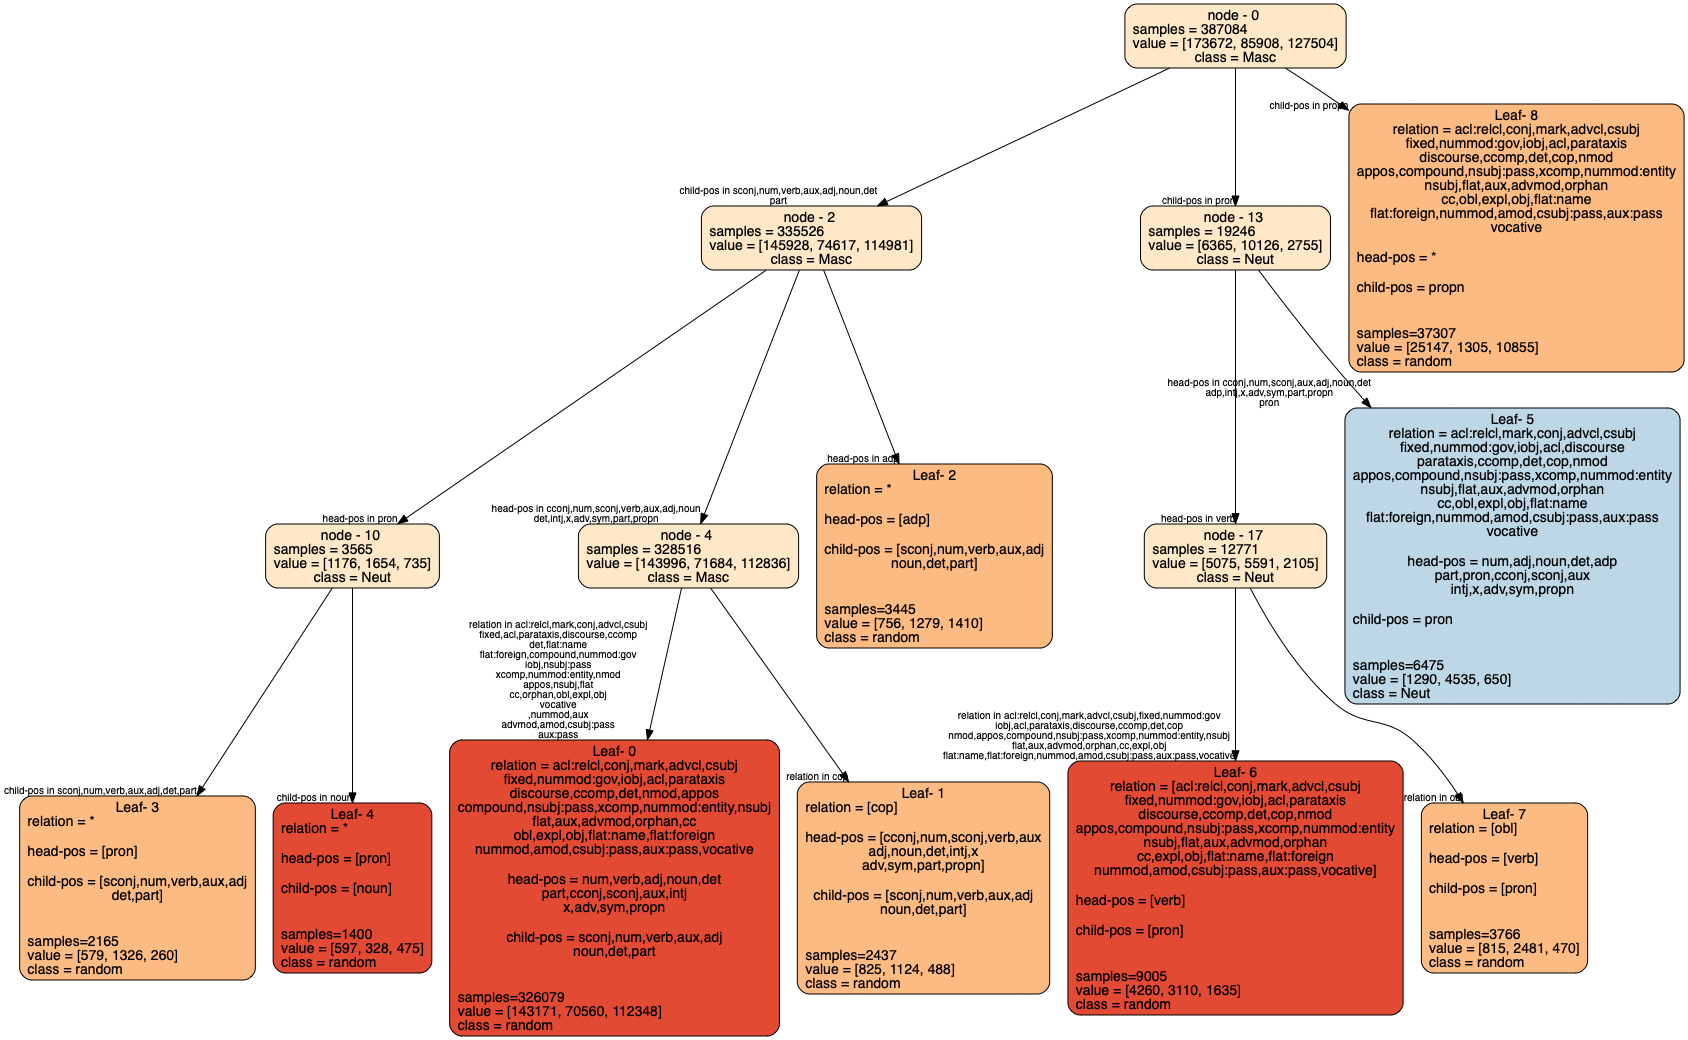 node - 0
samples = 387084
value = [173672, 85908, 127504]
class = Masc
child-pos in propn
Leaf- 8
relation = acl:relcl,conj,mark,advcl,csubj
fixed,nummod:gov,iobj,acl,parataxis
discourse,ccomp,det,cop,nmod
appos,compound,nsubj:pass,xcomp,nummod:entity
nsubj,flat,aux,advmod,orphan
cc,obl,expl,obj,flat:name
flat:foreign,nummod,amod,csubj:pass,aux:pass
vocative
head-pos = *
child-pos = propn
samples=37307
value = [25147, 1305, 10855]
class = random
child-pos in sconj,num,verb,aux,adj,noun,det
part
node - 2
samples = 335526
value = [145928, 74617, 114981]
class = Masc
child-pos in pron
node - 13
samples = 19246
value = [6365, 10126, 2755]
class = Neut
head-pos in cconj,num,sconj,aux,adj,noun,det
adp,intj,x,adv,sym,part,propn
pron
Leaf- 5
relation = acl:relcl,mark,conj,advcl,csubj
fixed,nummod:gov,iobj,acl,discourse
parataxis,ccomp,det,cop,nmod
appos,compound,nsubj:pass,xcomp,nummod:entity
nsubj,flat,aux,advmod,orphan
cc,obl,expl,obj,flat:name
flat:foreign,nummod,amod,csubj:pass,aux:pass
vocative
head-pos = num,adj,noun,det,adp
part,pron,cconj,sconj,aux
intj,x,adv,sym,propn
child-pos = pron
samples=6475
value = [1290, 4535, 650]
class = Neut
head-pos in pron
node - 10
samples = 3565
value = [1176, 1654, 735]
class = Neut
head-pos in cconj,num,sconj,verb,aux,adj,noun
det,intj,x,adv,sym,part,propn
node - 4
samples = 328516
value = [143996, 71684, 112836]
class = Masc
head-pos in adp
Leaf- 2
relation = *
head-pos = [adp]
child-pos = [sconj,num,verb,aux,adj
noun,det,part]
samples=3445
value = [756, 1279, 1410]
class = random
head-pos in verb
node - 17
samples = 12771
value = [5075, 5591, 2105]
class = Neut
child-pos in sconj,num,verb,aux,adj,det,part
Leaf- 3
relation = *
head-pos = [pron]
child-pos = [sconj,num,verb,aux,adj
det,part]
samples=2165
value = [579, 1326, 260]
class = random
child-pos in noun
Leaf- 4
relation = *
head-pos = [pron]
child-pos = [noun]
samples=1400
value = [597, 328, 475]
class = random
relation in acl:relcl,mark,conj,advcl,csubj
fixed,acl,parataxis,discourse,ccomp
det,flat:name
flat:foreign,compound,nummod:gov
iobj,nsubj:pass
xcomp,nummod:entity,nmod
appos,nsubj,flat
cc,orphan,obl,expl,obj
vocative
,nummod,aux
advmod,amod,csubj:pass
aux:pass
Leaf- 0
relation = acl:relcl,conj,mark,advcl,csubj
fixed,nummod:gov,iobj,acl,parataxis
discourse,ccomp,det,nmod,appos
compound,nsubj:pass,xcomp,nummod:entity,nsubj
flat,aux,advmod,orphan,cc
obl,expl,obj,flat:name,flat:foreign
nummod,amod,csubj:pass,aux:pass,vocative
head-pos = num,verb,adj,noun,det
part,cconj,sconj,aux,intj
x,adv,sym,propn
child-pos = sconj,num,verb,aux,adj
noun,det,part
samples=326079
value = [143171, 70560, 112348]
class = random
relation in cop
Leaf- 1
relation = [cop]
head-pos = [cconj,num,sconj,verb,aux
adj,noun,det,intj,x
adv,sym,part,propn]
child-pos = [sconj,num,verb,aux,adj
noun,det,part]
samples=2437
value = [825, 1124, 488]
class = random
relation in acl:relcl,conj,mark,advcl,csubj,fixed,nummod:gov
iobj,acl,parataxis,discourse,ccomp,det,cop
nmod,appos,compound,nsubj:pass,xcomp,nummod:entity,nsubj
flat,aux,advmod,orphan,cc,expl,obj
flat:name,flat:foreign,nummod,amod,csubj:pass,aux:pass,vocative
Leaf- 6
relation = [acl:relcl,conj,mark,advcl,csubj
fixed,nummod:gov,iobj,acl,parataxis
discourse,ccomp,det,cop,nmod
appos,compound,nsubj:pass,xcomp,nummod:entity
nsubj,flat,aux,advmod,orphan
cc,expl,obj,flat:name,flat:foreign
nummod,amod,csubj:pass,aux:pass,vocative]
head-pos = [verb]
child-pos = [pron]
samples=9005
value = [4260, 3110, 1635]
class = random
relation in obl
Leaf- 7
relation = [obl]
head-pos = [verb]
child-pos = [pron]
samples=3766
value = [815, 2481, 470]
class = random